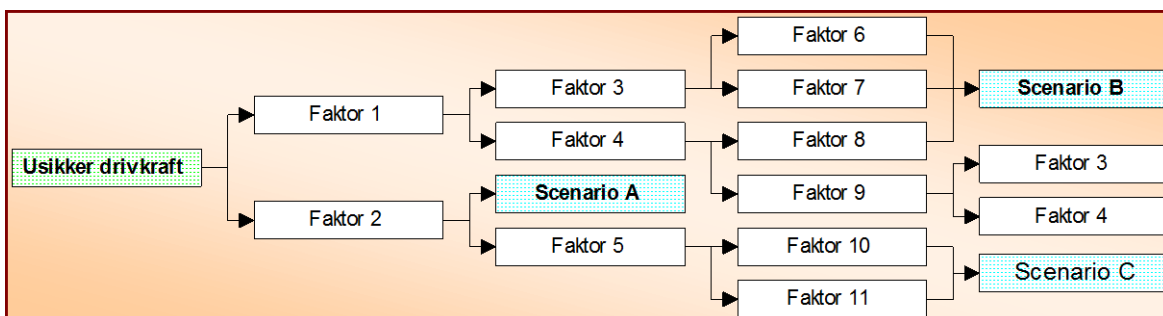 Usikker drivkraft
Faktor 1
Faktor 2
Faktor 3
Faktor 4
Scenario A
Faktor 5
Faktor 6
Faktor 7
Faktor 8
Faktor 9
Faktor 10
Faktor 11
Scenario B
Faktor 3
Faktor 4
Scenario C